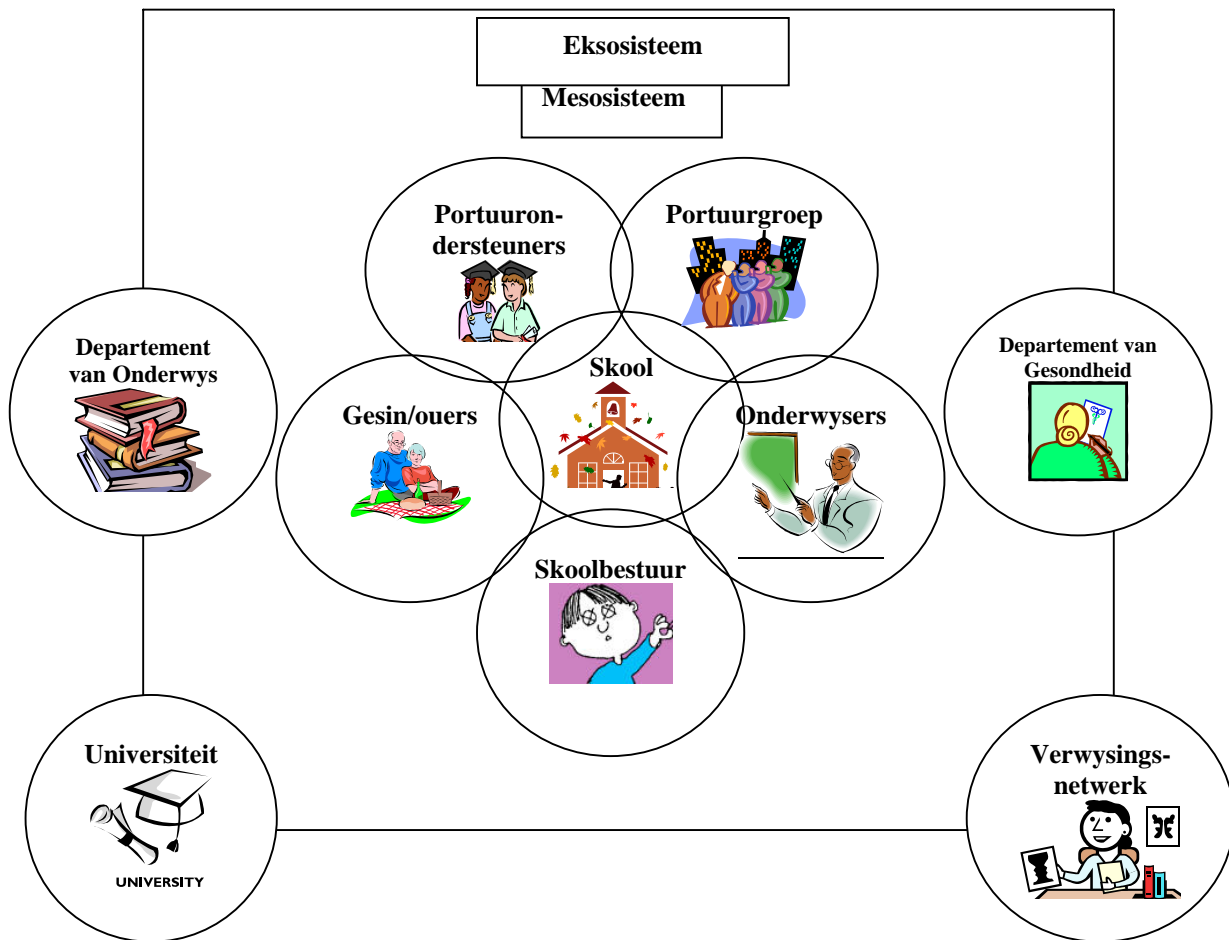 Eksosisteem
Mesosisteem
Portuuron-
dersteuners
Portuurgroep
Departement
van Onderwys
Skool
Departement van
Gesondheid
Gesin/ouers
Onderwysers
Skoolbestuur
Universiteit
UNIVERSITY
Verwysings-
netwerk